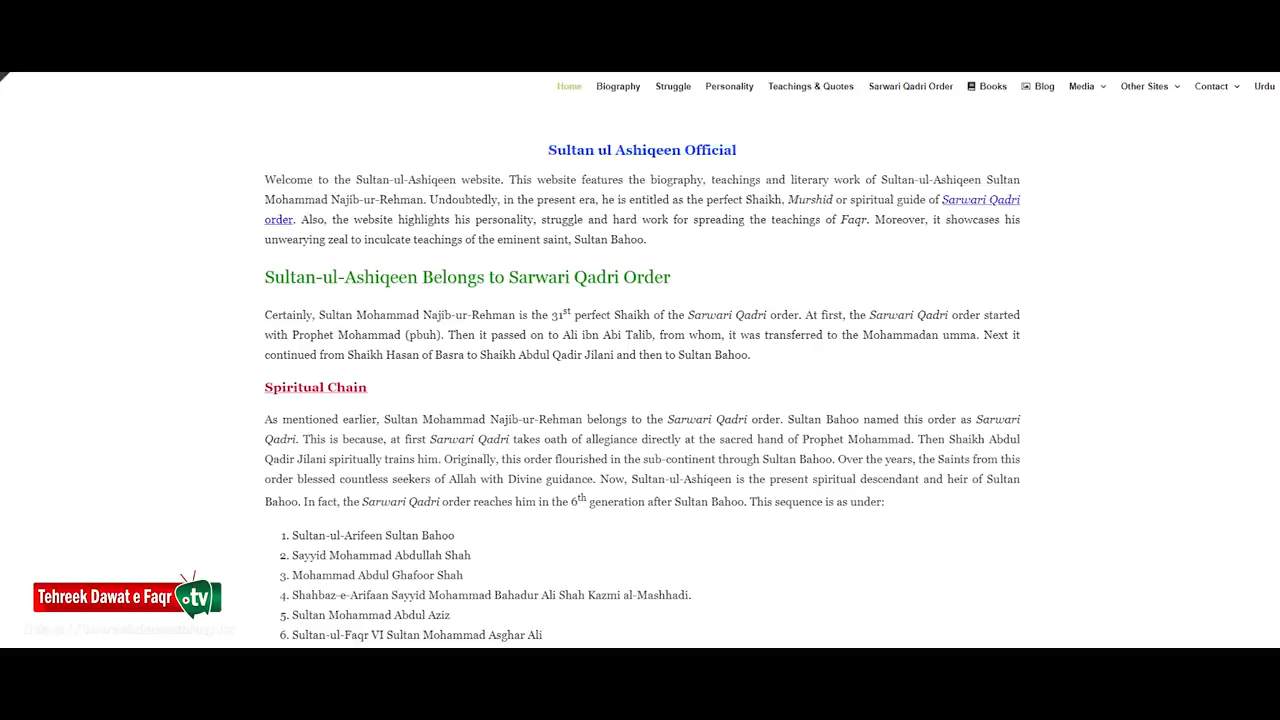 Home Biography Struggle Personality Teachings & Quotes Sarwari Qadri Order Books Blog Media Other Sites Contact Urdu
Sultan ul Ashiqeen Official
Welcome to the Sultan-ul-Ashiqeen website. This website features the biography, teachings and literary work of Sultan-ul-Ashiqeen Sultan
Mohammad Najib-ur-Rehman. Undoubtedly, in the present era, he is entitled as the perfect Shaikh, Murshid or spiritual guide of Sarwari Qadri
order. Also, the website highlights his personality, struggle and hard work for spreading the teachings of Faqr. Moreover, it showcases his
unwearying zeal to inculcate teachings of the eminent saint, Sultan Bahoo.
Sultan-ul-Ashiqeen Belongs to Sarwari Qadri Order
Certainly, Sultan Mohammad Najib-ur-Rehman is the 31st perfect Shaikh of the Sarwari Qadri order. At first, the Sarwari Qadri order started
with Prophet Mohammad (pbuh). Then it passed on to Ali ibn Abi Talib, from whom, it was transferred to the Mohammadan umma. Next it
continued from Shaikh Hasan of Basra to Shaikh Abdul Qadir Jilani and then to Sultan Bahoo.
Spiritual Chain
As mentioned earlier, Sultan Mohammad Najib-ur-Rehman belongs to the Sarwari Qadri order. Sultan Bahoo named this order as Sarwari
Qadri. This is because, at first Sarwari Qadri takes oath of allegiance directly at the sacred hand of Prophet Mohammad. Then Shaikh Abdul
Qadir Jilani spiritually trains him. Originally, this order flourished in the sub-continent through Sultan Bahoo. Over the years, the Saints from this
order blessed countless seekers of Allah with Divine guidance. Now, Sultan-ul-Ashiqeen is the present spiritual descendant and heir of Sultan
Bahoo. In fact, the Sarwari Qadri order reaches him in the 6th generation after Sultan Bahoo. This sequence is as under:
1. Sultan-ul-Arifeen Sultan Bahoo
2. Sayyid Mohammad Abdullah Shah
3. Mohammad Abdul Ghafoor Shah
4. Shahbaz-e-Arifaan Sayyid Mohammad Bahadur Ali Shah Kazmi al-Mashhadi.
5. Sultan Mohammad Abdul Aziz
6. Sultan-ul-Faqr VI Sultan Mohammad Asghar Ali
Tehreek Dawat e Faqr .tv